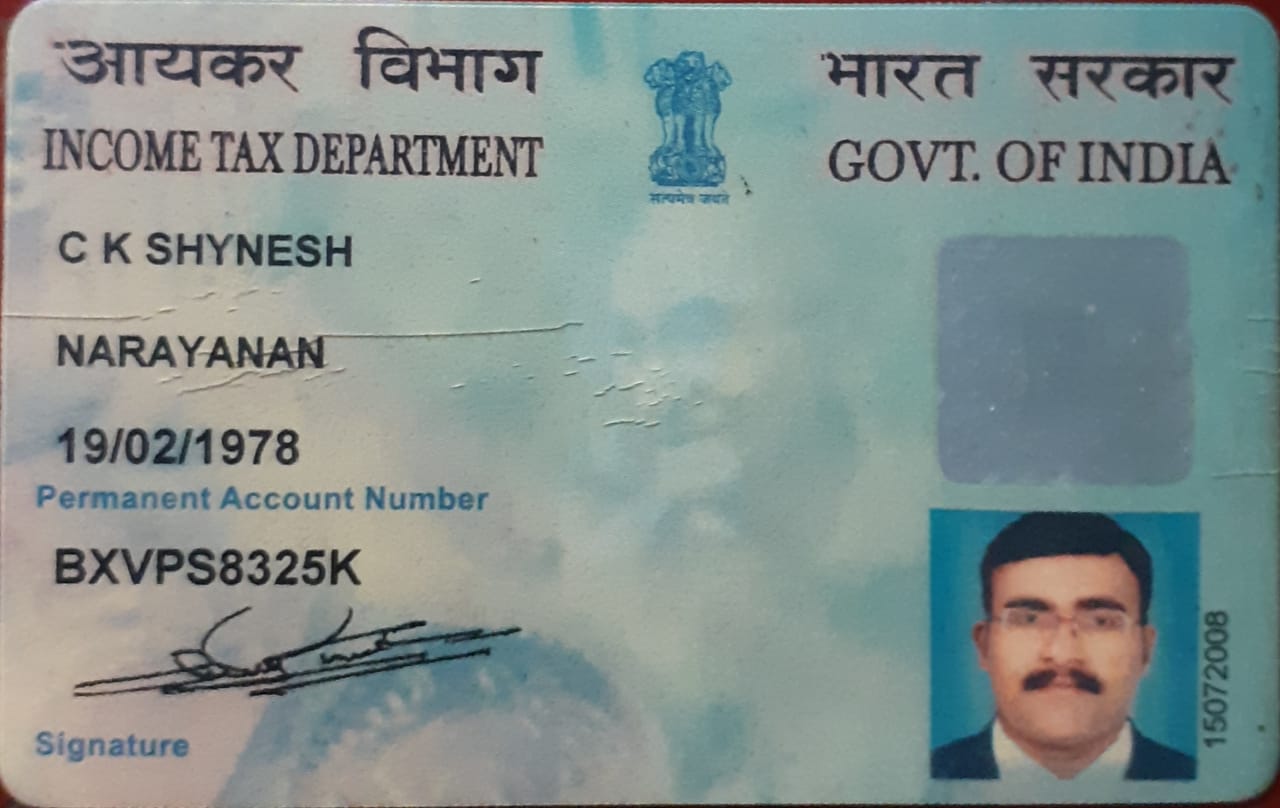 आयकर विभाग भारत सरकार
INCOME TAX DEPARTMENT GOVT. OF INDIA
सत्यमेव जयते
C K SHYNESH
NARAYANAN
19/02/1978
Permanent Account Number
BXVPS8325K
Signature
15072008